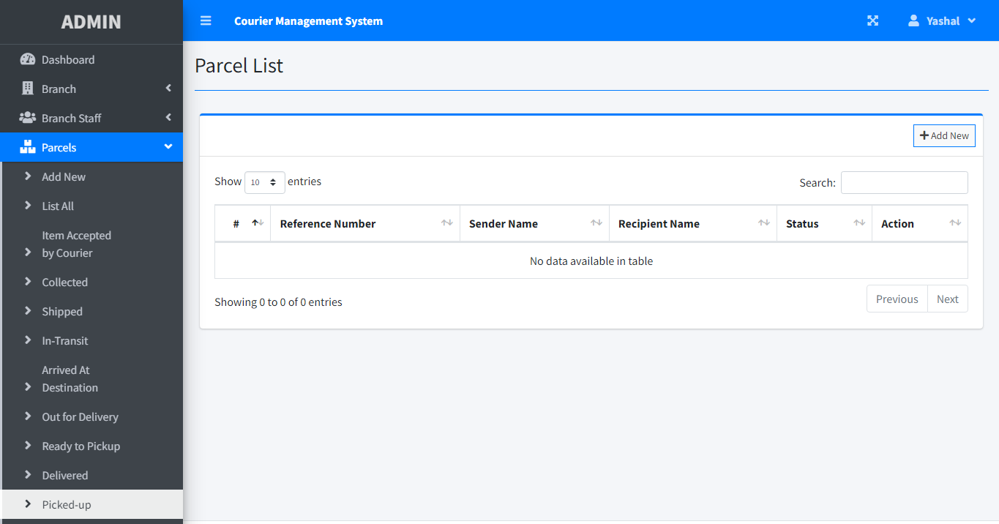 ADMIN
Courier Management System
Yashal
Dashboard
Branch
Branch Staff
Parcels
Add New
List All
Item Accepted
by Courier
Collected
Shipped
In-Transit
Arrived At
Destination
Out for Delivery
Ready to Pickup
Delivered
Picked-up
Parcel List
Add New
Show 10 entries
Search:
# Reference Number Sender Name Recipient Name Status Action
No data available in table
Showing 0 to 0 of 0 entries
Previous Next